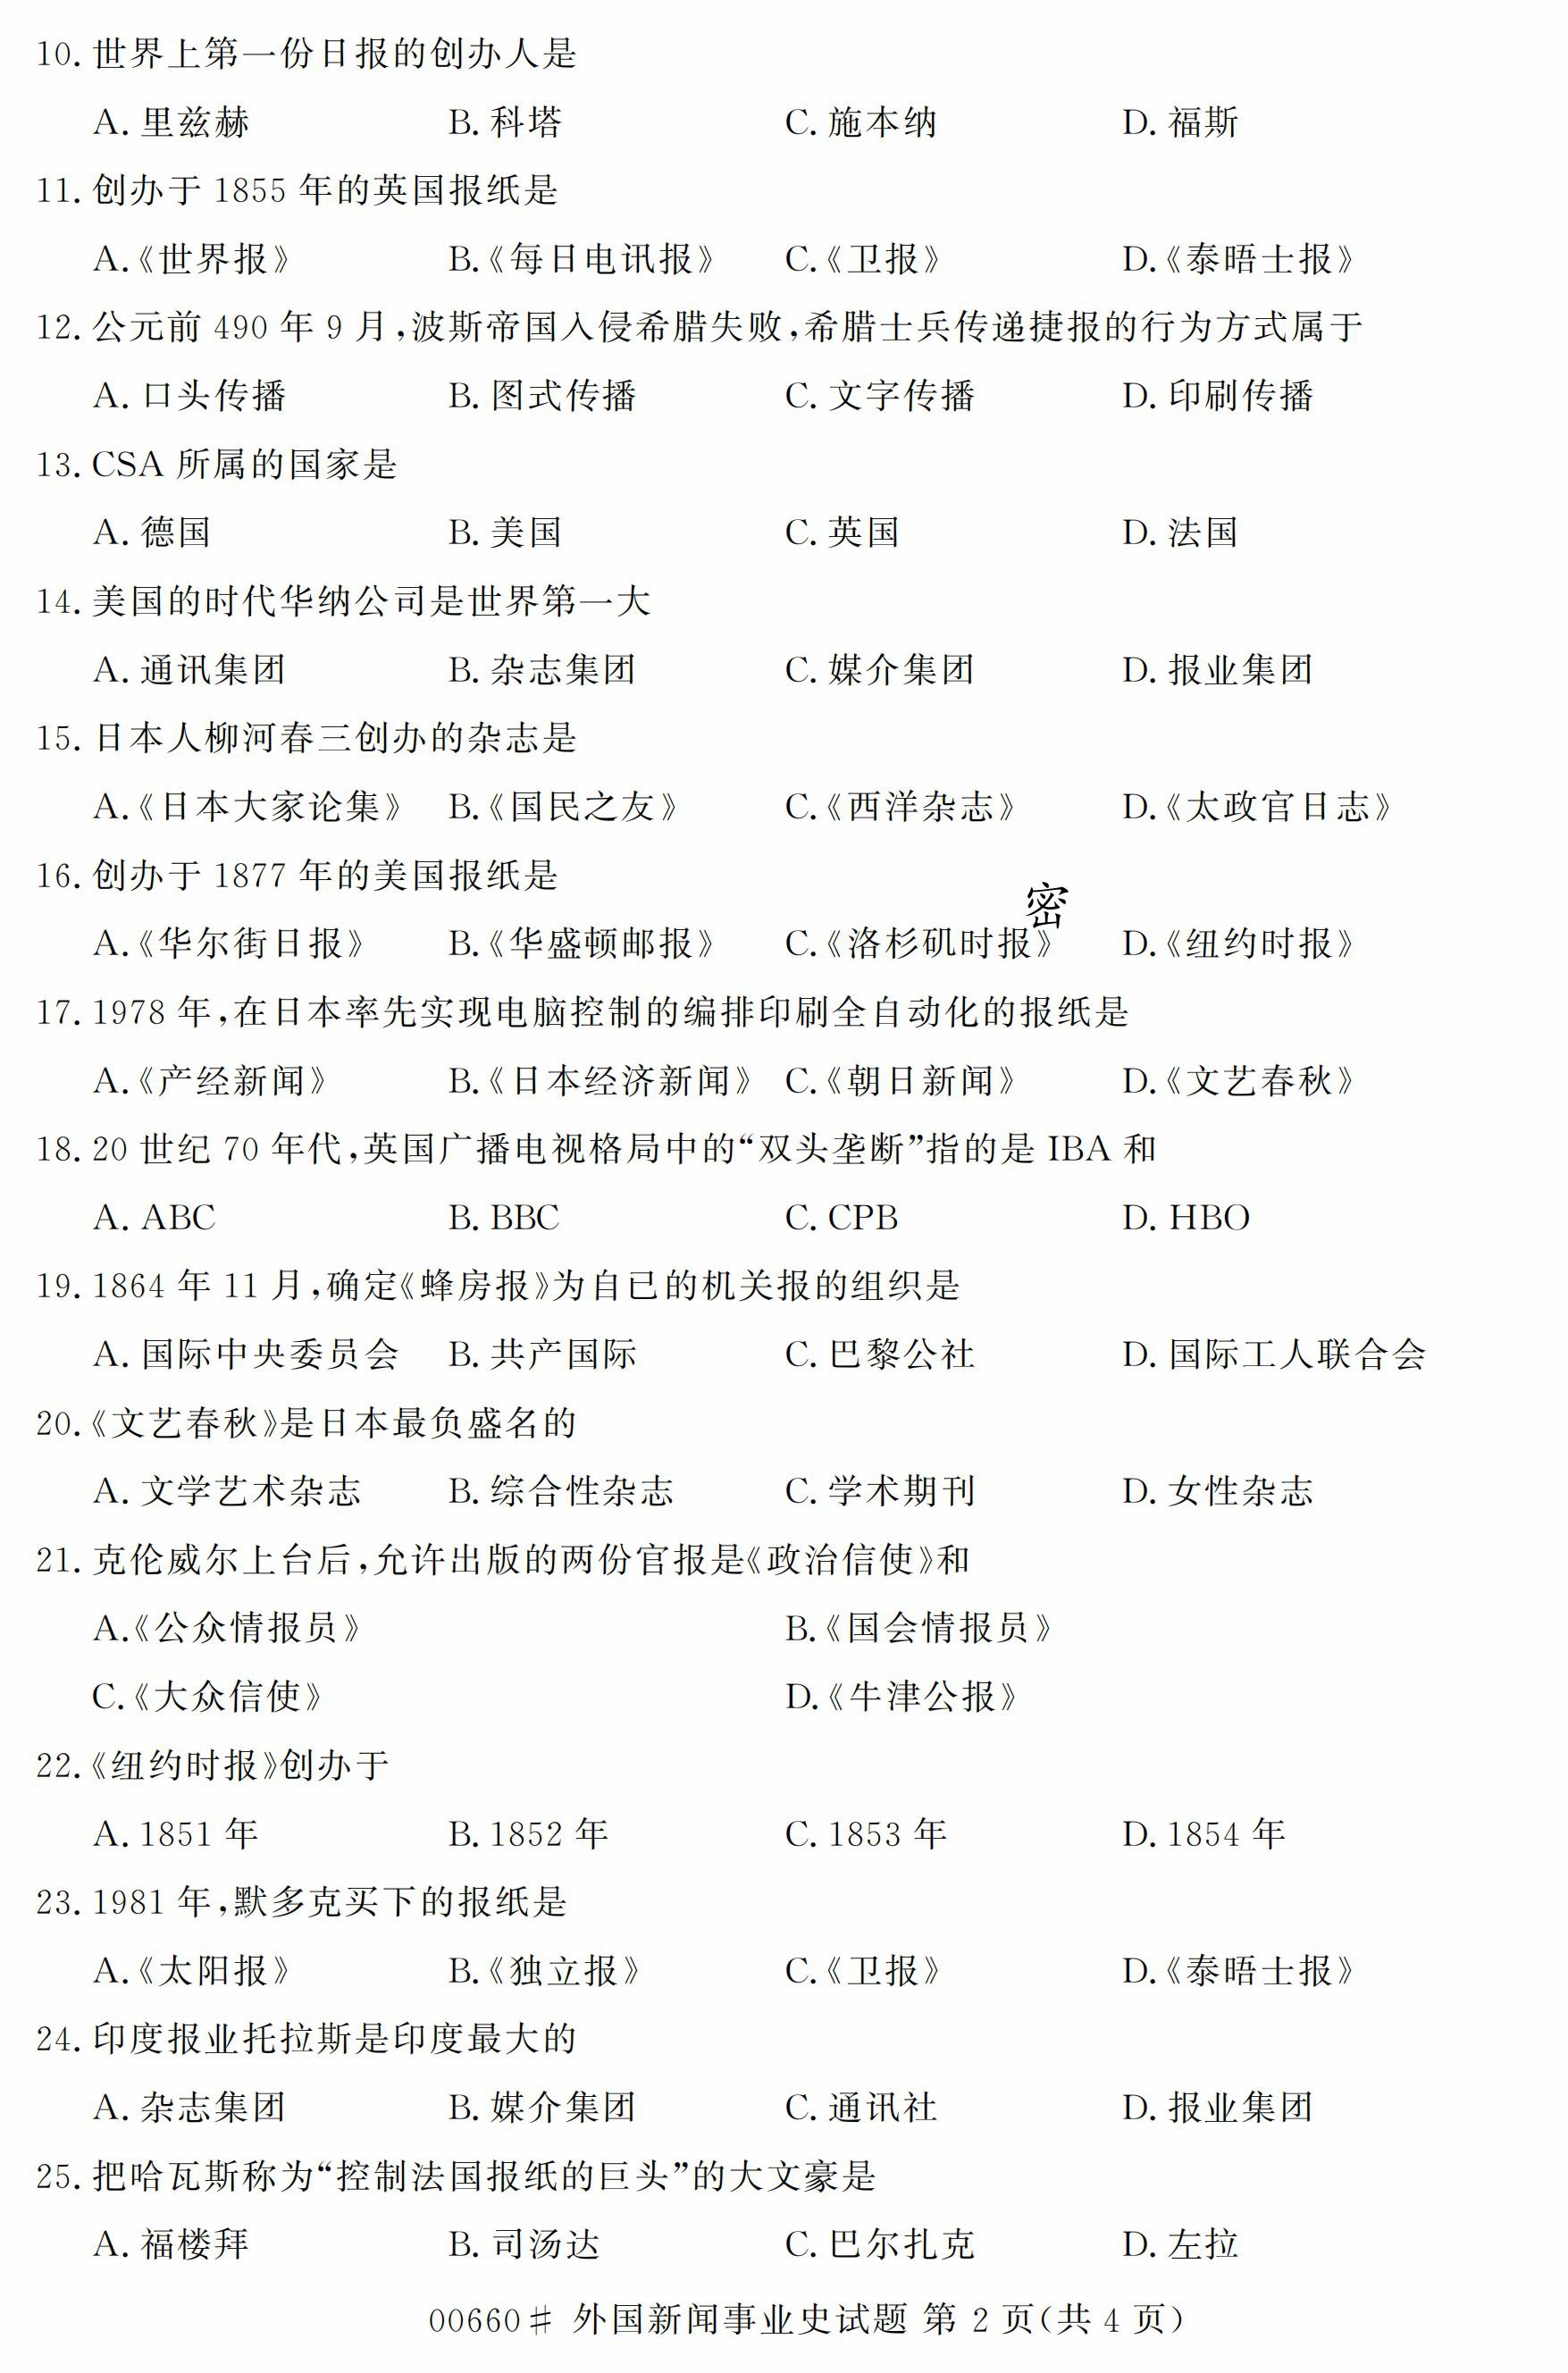 10. 世界上第一份日报的创办人是
A. 里兹赫 B. 科塔 C. 施本纳 D. 福斯
11. 创办于 1855 年的英国报纸是
A.《世界报》 B.《每日电讯报》 C.《卫报》 D.《泰晤士报》
12. 公元前 490 年 9 月,波斯帝国入侵希腊失败,希腊士兵传递捷报的行为方式属于
A. 口头传播 B. 图式传播 C. 文字传播 D. 印刷传播
13. CSA 所属的国家是
A. 德国 B. 美国 C. 英国 D. 法国
14. 美国的时代华纳公司是世界第一大
A. 通讯集团 B. 杂志集团 C. 媒介集团 D. 报业集团
15. 日本人柳河春三创办的杂志是
A.《日本大家论集》 B.《国民之友》 C.《西洋杂志》 D.《太政官日志》
16. 创办于 1877 年的美国报纸是
密
A.《华尔街日报》 B.《华盛顿邮报》 C.《洛杉矶时报》 D.《纽约时报》
17. 1978 年,在日本率先实现电脑控制的编排印刷全自动化的报纸是
A.《产经新闻》 B.《日本经济新闻》 C.《朝日新闻》 D.《文艺春秋》
18. 20 世纪 70 年代,英国广播电视格局中的“双头垄断”指的是 IBA 和
A. ABC B. BBC C. CPB D. HBO
19. 1864 年 11 月,确定《蜂房报》为自已的机关报的组织是
A. 国际中央委员会 B. 共产国际 C. 巴黎公社 D. 国际工人联合会
20.《文艺春秋》是日本最负盛名的
A. 文学艺术杂志 B. 综合性杂志 C. 学术期刊 D. 女性杂志
21. 克伦威尔上台后,允许出版的两份官报是《政治信使》和
A.《公众情报员》 B.《国会情报员》
C.《大众信使》 D.《牛津公报》
22.《纽约时报》创办于
A. 1851 年 B. 1852 年 C. 1853 年 D. 1854 年
23. 1981 年,默多克买下的报纸是
A.《太阳报》 B.《独立报》 C.《卫报》 D.《泰晤士报》
24. 印度报业托拉斯是印度最大的
A. 杂志集团 B. 媒介集团 C. 通讯社 D. 报业集团
25. 把哈瓦斯称为“控制法国报纸的巨头”的大文豪是
A. 福楼拜 B. 司汤达 C. 巴尔扎克 D. 左拉
00660# 外国新闻事业史试题 第 2 页(共 4 页)